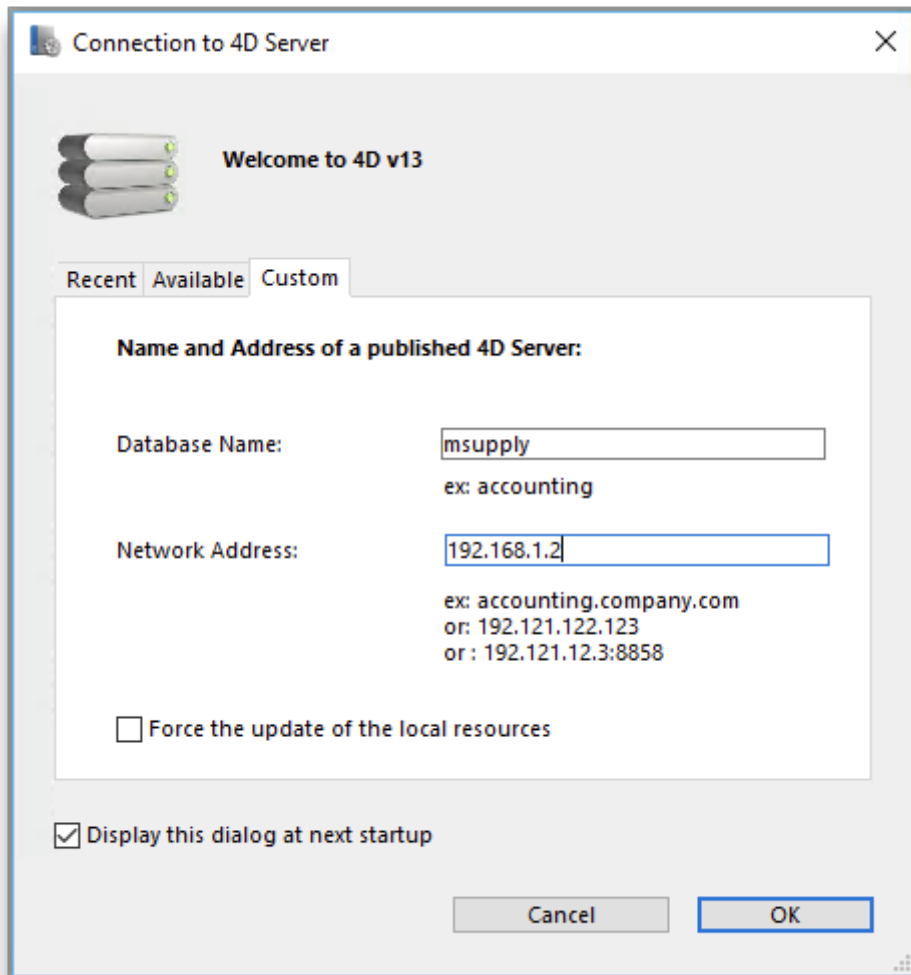 Connection to 4D Server
Welcome to 4D v13
Recent Available Custom
Name and Address of a published 4D Server:
Database Name: msupply
ex: accounting
Network Address: 192.168.1.2
ex: accounting.company.com
or: 192.121.122.123
or : 192.121.12.3:8858
Force the update of the local resources
Display this dialog at next startup
Cancel OK